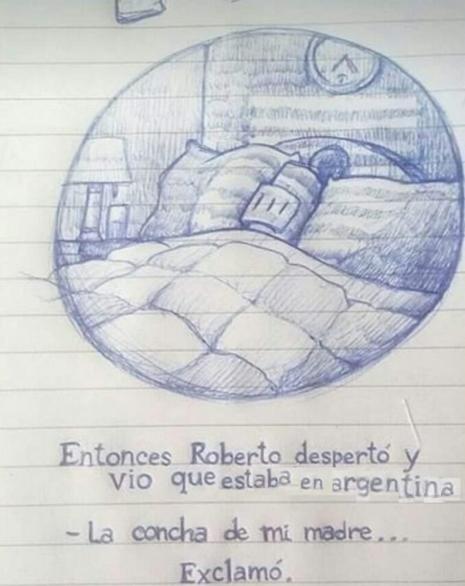 Entonces Roberto despertó y
vio que estaba en argentina
- La concha de mi madre...
Exclamó.